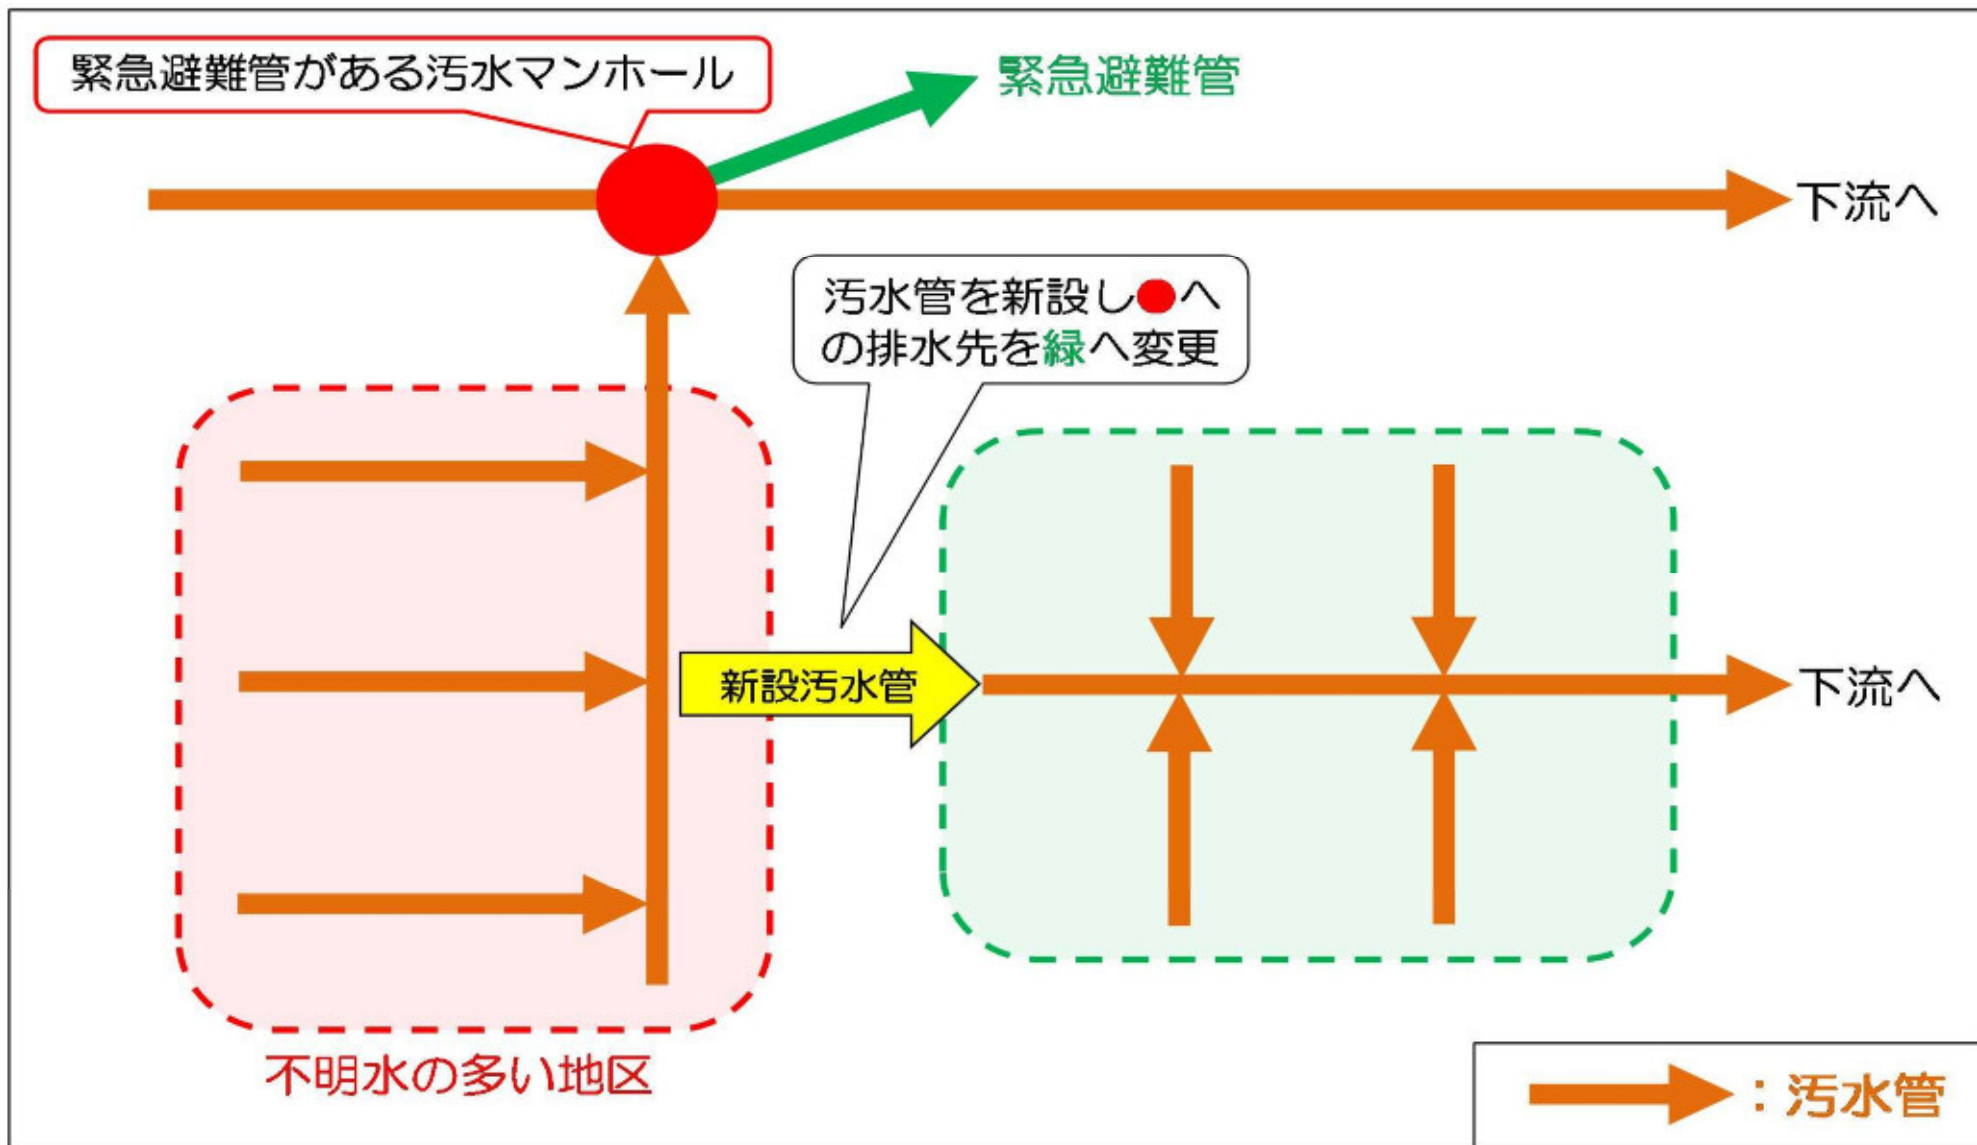 緊急避難管がある汚水マンホール
緊急避難管
下流へ
汚水管を新設し●へ
の排水先を緑へ変更
新設汚水管
下流へ
不明水の多い地区
：汚水管